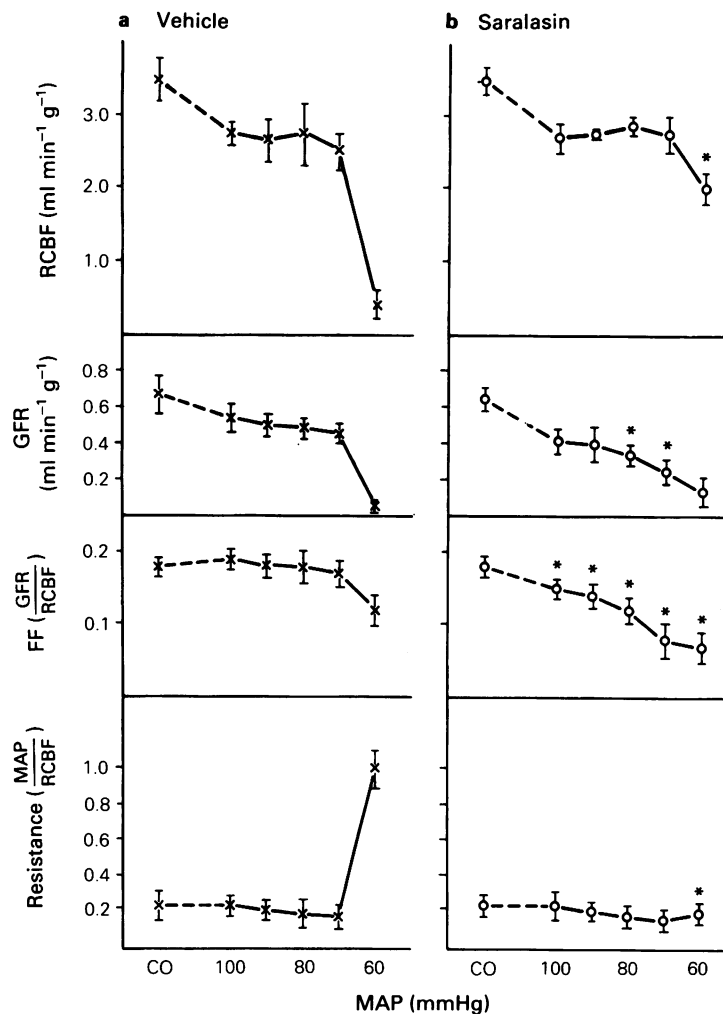 a Vehicle
b Saralasin
RCBF (ml min⁻¹ g⁻¹)
3.0
2.0
1.0
*
GFR
(ml min⁻¹ g⁻¹)
0.8
0.6
0.4
0.2
* *
FF (GFR/RCBF)
0.2
0.1
* * * * *
Resistance (MAP/RCBF)
1.0
0.8
0.6
0.4
0.2
*
CO 100 80 60
CO 100 80 60
MAP (mmHg)